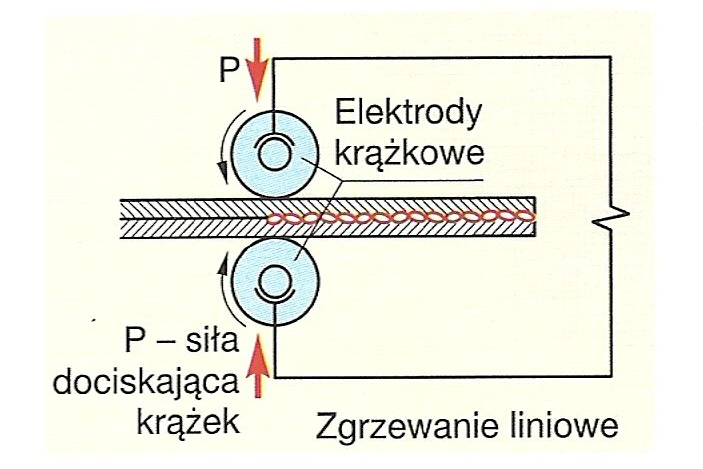 P
Elektrody
krążkowe
P – siła
dociskająca
krążek
Zgrzewanie liniowe